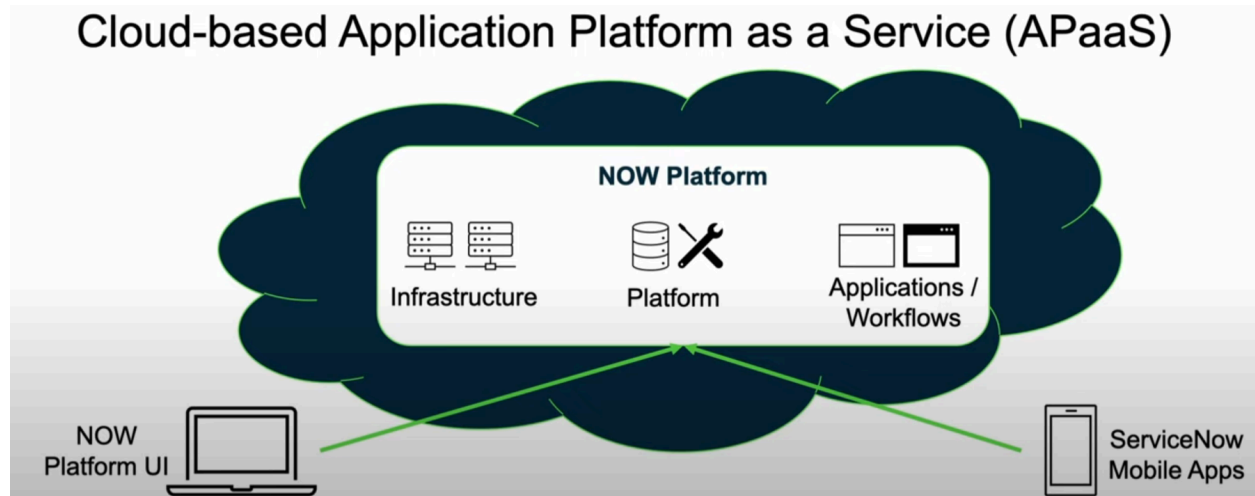 Cloud-based Application Platform as a Service (APaaS)
NOW Platform
Infrastructure
Platform
Applications /
Workflows
NOW
Platform UI
ServiceNow
Mobile Apps